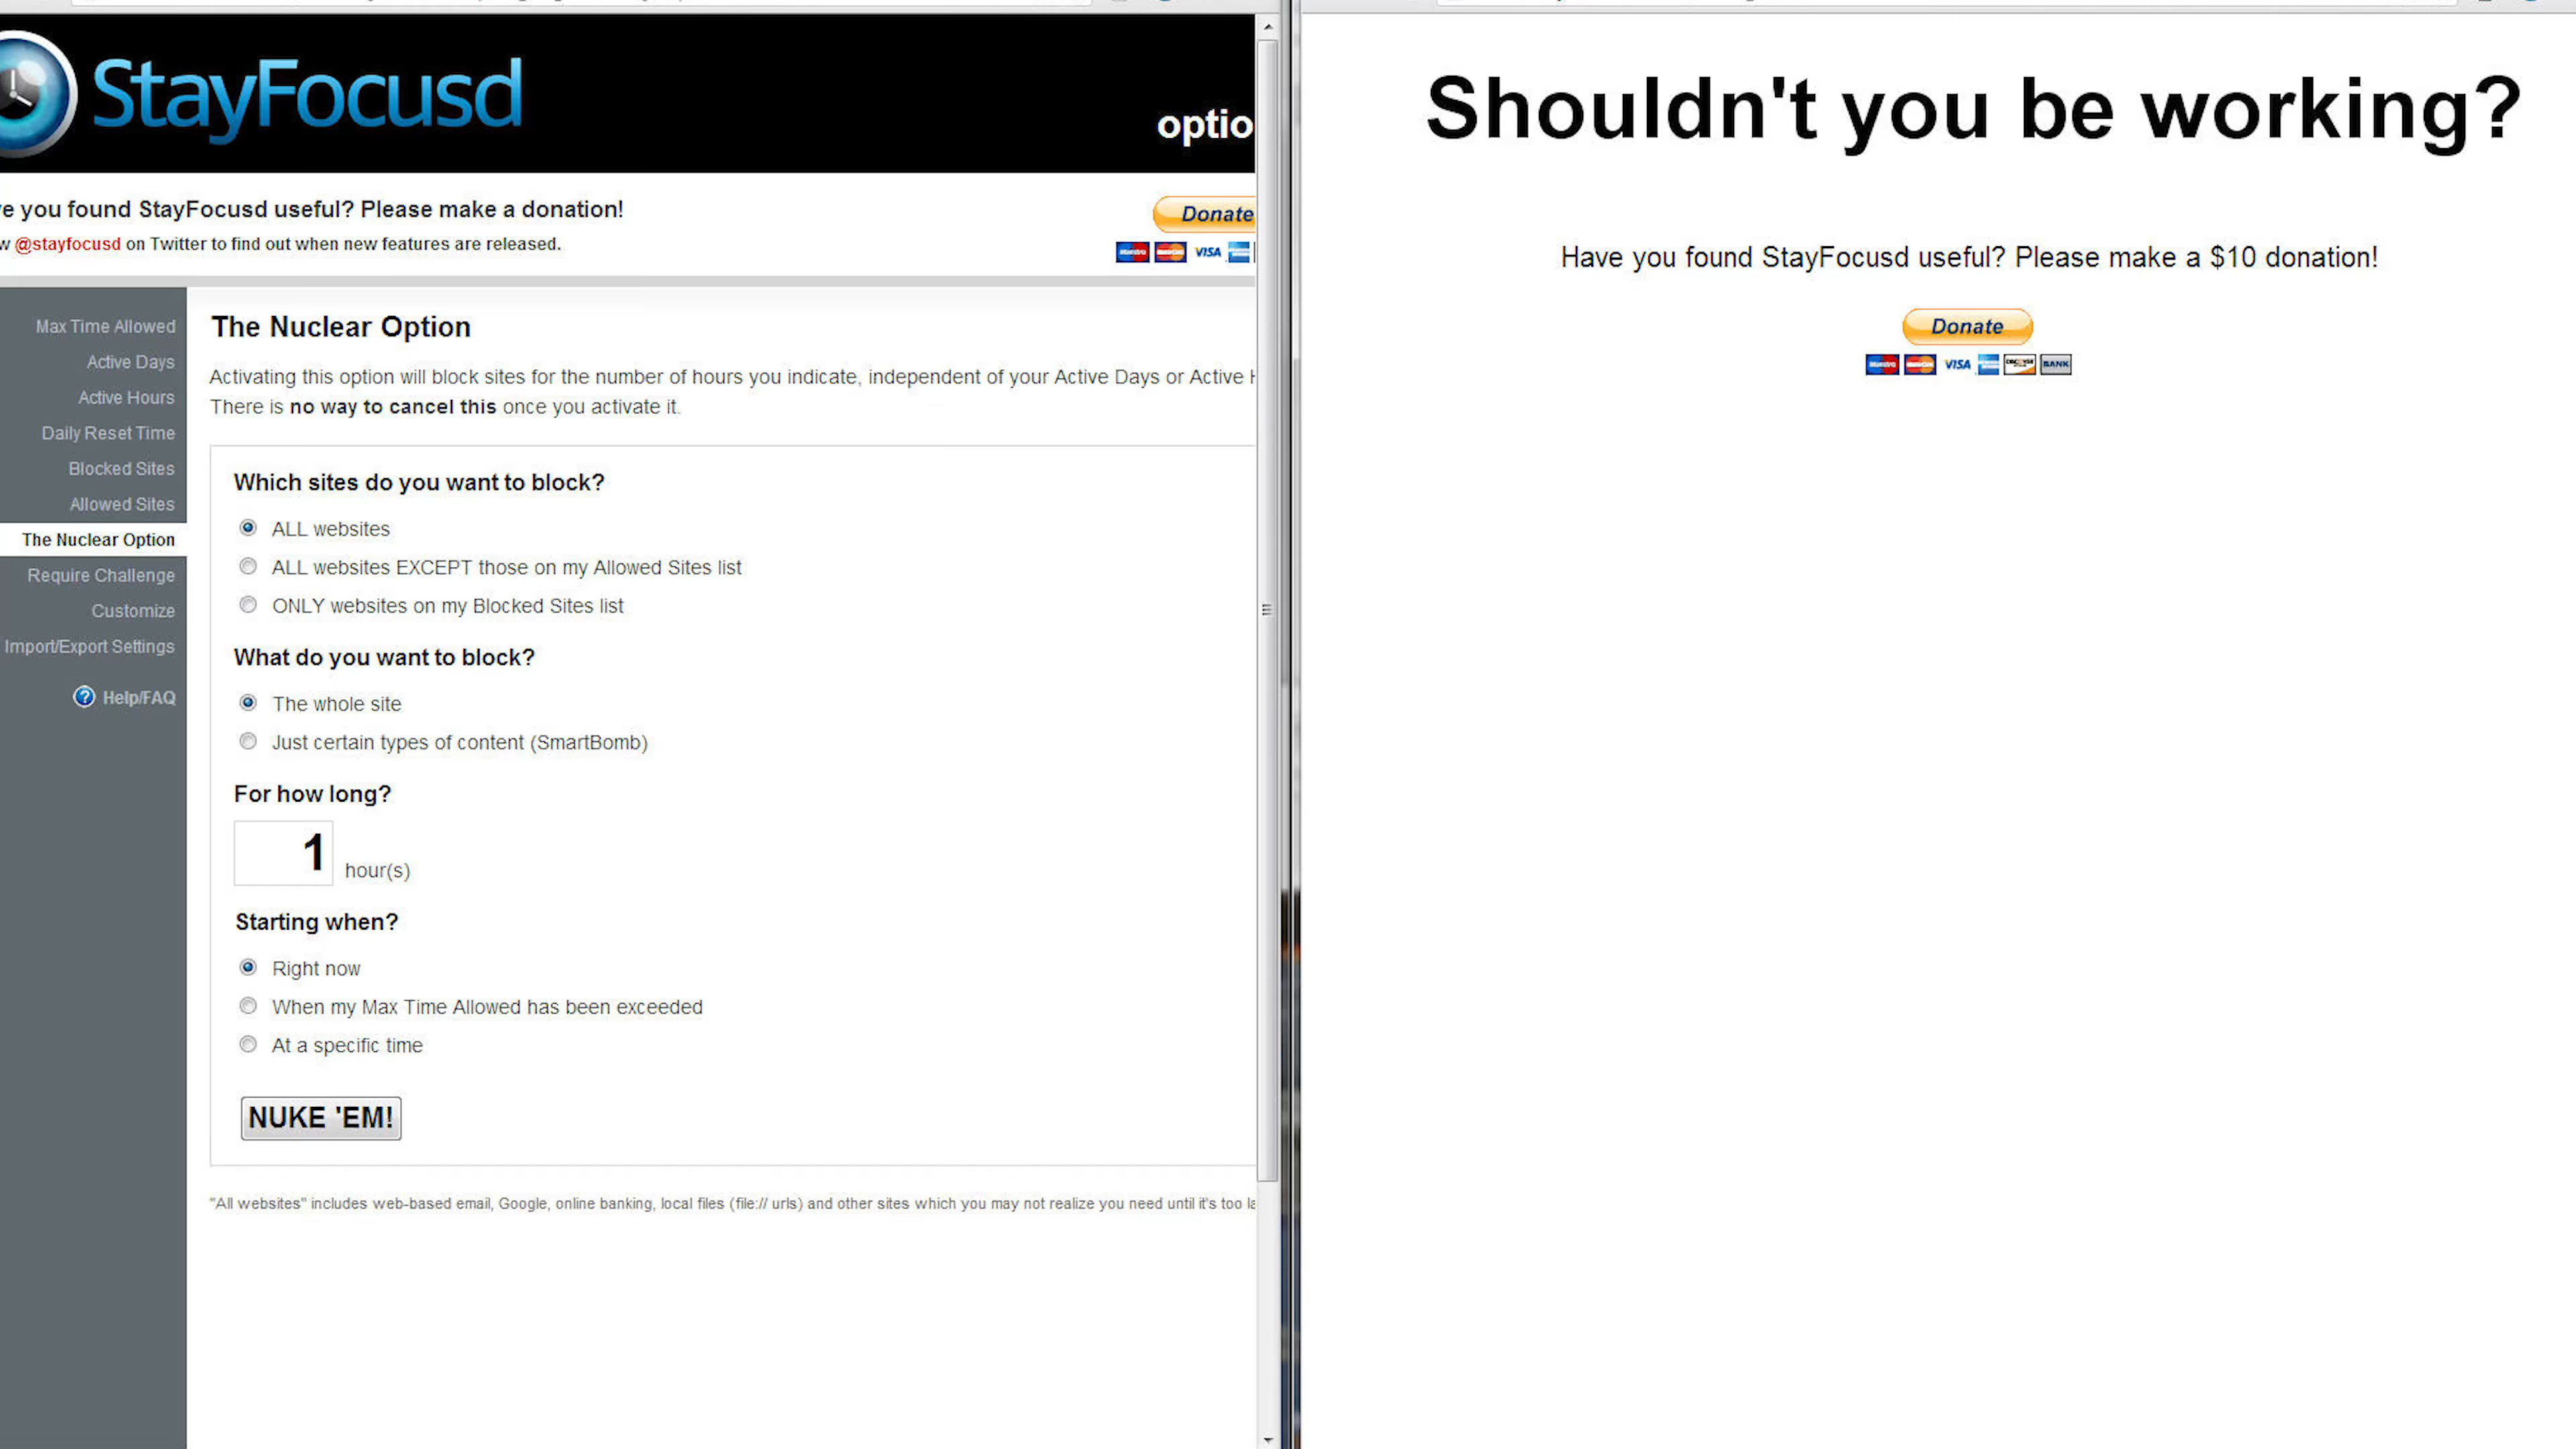 StayFocusd
optio
you found StayFocusd useful? Please make a donation!
Donate
@stayfocusd on Twitter to find out when new features are released.
VISA
Max Time Allowed
Active Days
Active Hours
Daily Reset Time
Blocked Sites
Allowed Sites
The Nuclear Option
Require Challenge
Customize
Import/Export Settings
Help/FAQ
The Nuclear Option
Activating this option will block sites for the number of hours you indicate, independent of your Active Days or Active
There is no way to cancel this once you activate it.
Which sites do you want to block?
ALL websites
ALL websites EXCEPT those on my Allowed Sites list
ONLY websites on my Blocked Sites list
What do you want to block?
The whole site
Just certain types of content (SmartBomb)
For how long?
1 hour(s)
Starting when?
Right now
When my Max Time Allowed has been exceeded
At a specific time
NUKE 'EM!
"All websites" includes web-based email, Google, online banking, local files (file:// urls) and other sites which you may not realize you need until it's too
Shouldn't you be working?
Have you found StayFocusd useful? Please make a $10 donation!
Donate
VISA BANK